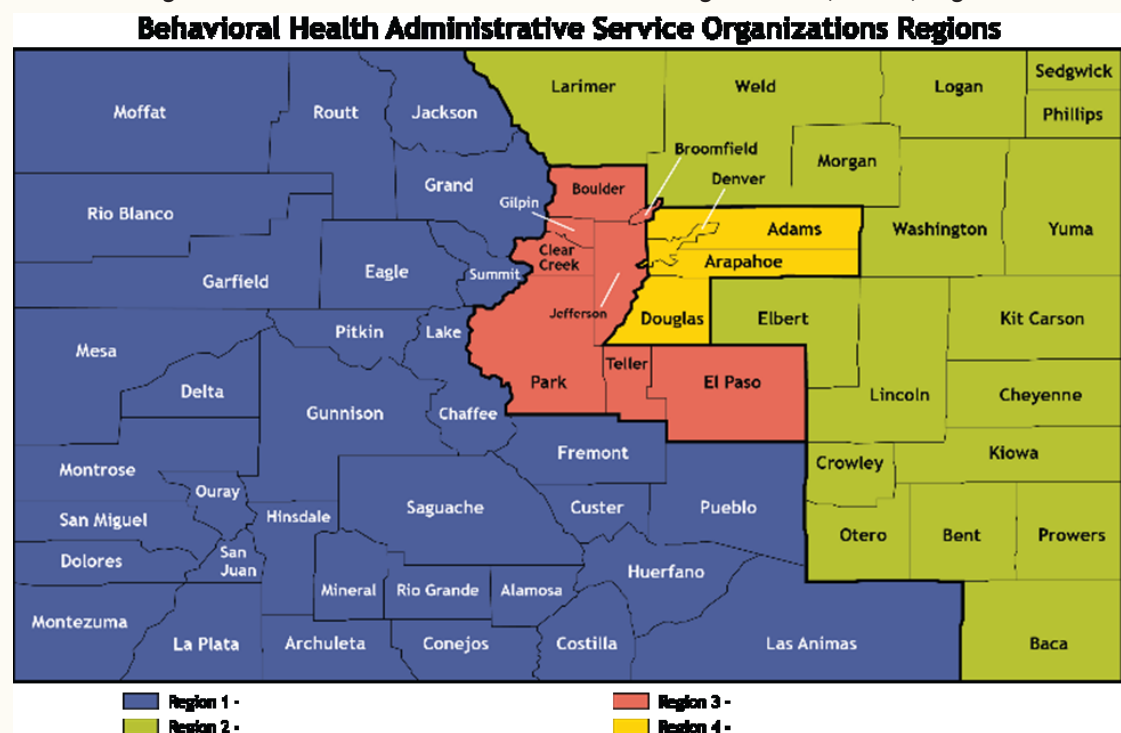 Behavioral Health Administrative Service Organizations Regions
Moffat
Routt
Jackson
Larimer
Weld
Logan
Sedgwick
Phillips
Morgan
Broomfield
Denver
Grand
Boulder
Gilpin
Rio Blanco
Adams
Washington
Yuma
Clear
Creek
Arapahoe
Eagle
Summit
Garfield
Jefferson
Douglas
Elbert
Kit Carson
Pitkin
Lake
Mesa
Teller
Park
El Paso
Delta
Lincoln
Cheyenne
Gunnison
Chaffee
Fremont
Kiowa
Crowley
Montrose
Ouray
Hinsdale
Saguache
Custer
Pueblo
San Miguel
Otero
Bent
Prowers
Dolores
San
Juan
Huerfano
Mineral
Rio Grande
Alamosa
Montezuma
La Plata
Archuleta
Conejos
Costilla
Las Animas
Baca
Region 1 -
Region 3 -
Region 2 -
Region 4 -